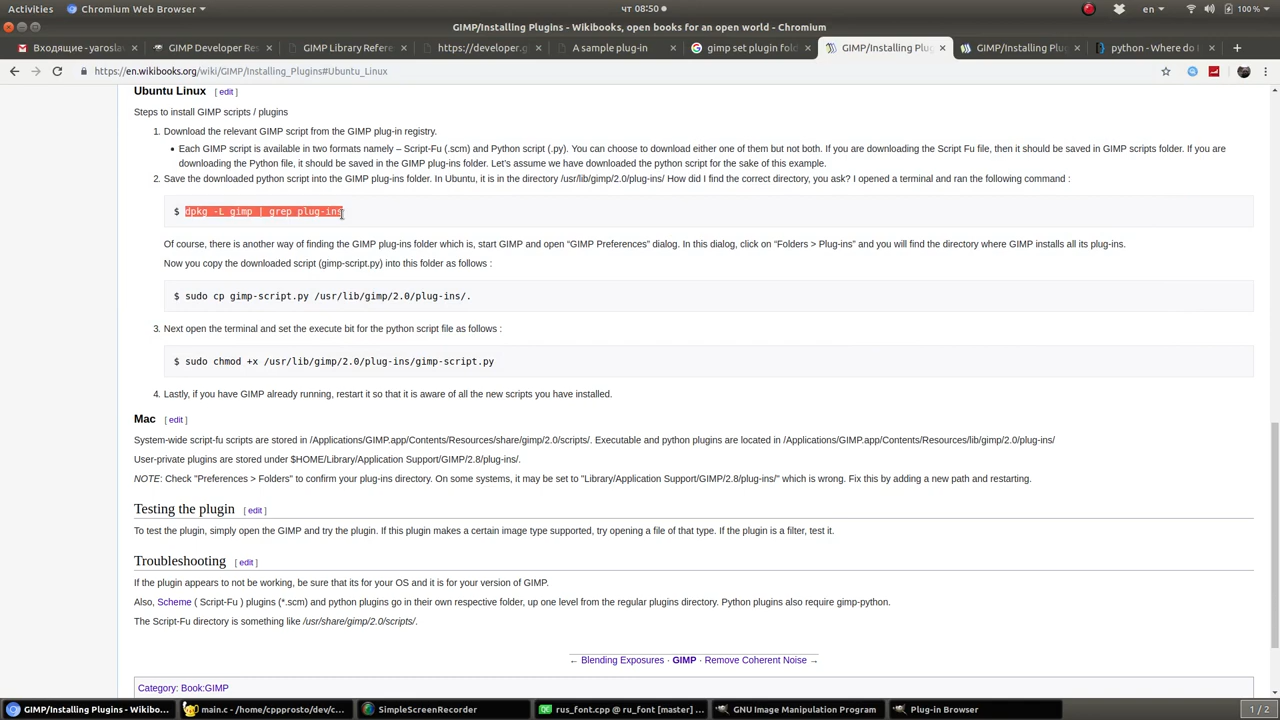 Activities
Chromium Web Browser
чт 08:50
en
100 %
GIMP/Installing Plugins - Wikibooks, open books for an open world - Chromium
Входящие - yarosla
GIMP Developer Re
GIMP Library Refere
https://developer.g
A sample plug-in
gimp set plugin fold
GIMP/Installing Plu
GIMP/Installing Plu
python - Where do
https://en.wikibooks.org/wiki/GIMP/Installing_Plugins#Ubuntu_Linux
Ubuntu Linux [ edit ]
Steps to install GIMP scripts / plugins
1. Download the relevant GIMP script from the GIMP plug-in registry.
• Each GIMP script is available in two formats namely – Script-Fu (.scm) and Python script (.py). You can choose to download either one of them but not both. If you are downloading the Script Fu file, then it should be saved in GIMP scripts folder. If you are
downloading the Python file, it should be saved in the GIMP plug-ins folder. Let's assume we have downloaded the python script for the sake of this example.
2. Save the downloaded python script into the GIMP plug-ins folder. In Ubuntu, it is in the directory /usr/lib/gimp/2.0/plug-ins/ How did I find the correct directory, you ask? I opened a terminal and ran the following command :
$ dpkg -L gimp | grep plug-ins
Of course, there is another way of finding the GIMP plug-ins folder which is, start GIMP and open “GIMP Preferences” dialog. In this dialog, click on “Folders > Plug-ins” and you will find the directory where GIMP installs all its plug-ins.
Now you copy the downloaded script (gimp-script.py) into this folder as follows :
$ sudo cp gimp-script.py /usr/lib/gimp/2.0/plug-ins/.
3. Next open the terminal and set the execute bit for the python script file as follows :
$ sudo chmod +x /usr/lib/gimp/2.0/plug-ins/gimp-script.py
4. Lastly, if you have GIMP already running, restart it so that it is aware of all the new scripts you have installed.
Mac [ edit ]
System-wide script-fu scripts are stored in /Applications/GIMP.app/Contents/Resources/share/gimp/2.0/scripts/. Executable and python plugins are located in /Applications/GIMP.app/Contents/Resources/lib/gimp/2.0/plug-ins/
User-private plugins are stored under $HOME/Library/Application Support/GIMP/2.8/plug-ins/.
NOTE: Check "Preferences > Folders" to confirm your plug-ins directory. On some systems, it may be set to "Library/Application Support/GIMP/2.8/plug-ins/" which is wrong. Fix this by adding a new path and restarting.
Testing the plugin [ edit ]
To test the plugin, simply open the GIMP and try the plugin. If this plugin makes a certain image type supported, try opening a file of that type. If the plugin is a filter, test it.
Troubleshooting [ edit ]
If the plugin appears to not be working, be sure that its for your OS and it is for your version of GIMP.
Also, Scheme ( Script-Fu ) plugins (*.scm) and python plugins go in their own respective folder, up one level from the regular plugins directory. Python plugins also require gimp-python.
The Script-Fu directory is something like /usr/share/gimp/2.0/scripts/.
← Blending Exposures · GIMP · Remove Coherent Noise →
Category: Book:GIMP
GIMP/Installing Plugins - Wikibo...
main.c - /home/cppprosto/dev/c...
SimpleScreenRecorder
rus_font.cpp @ ru_font [master] ...
GNU Image Manipulation Program
Plug-in Browser
1 / 2